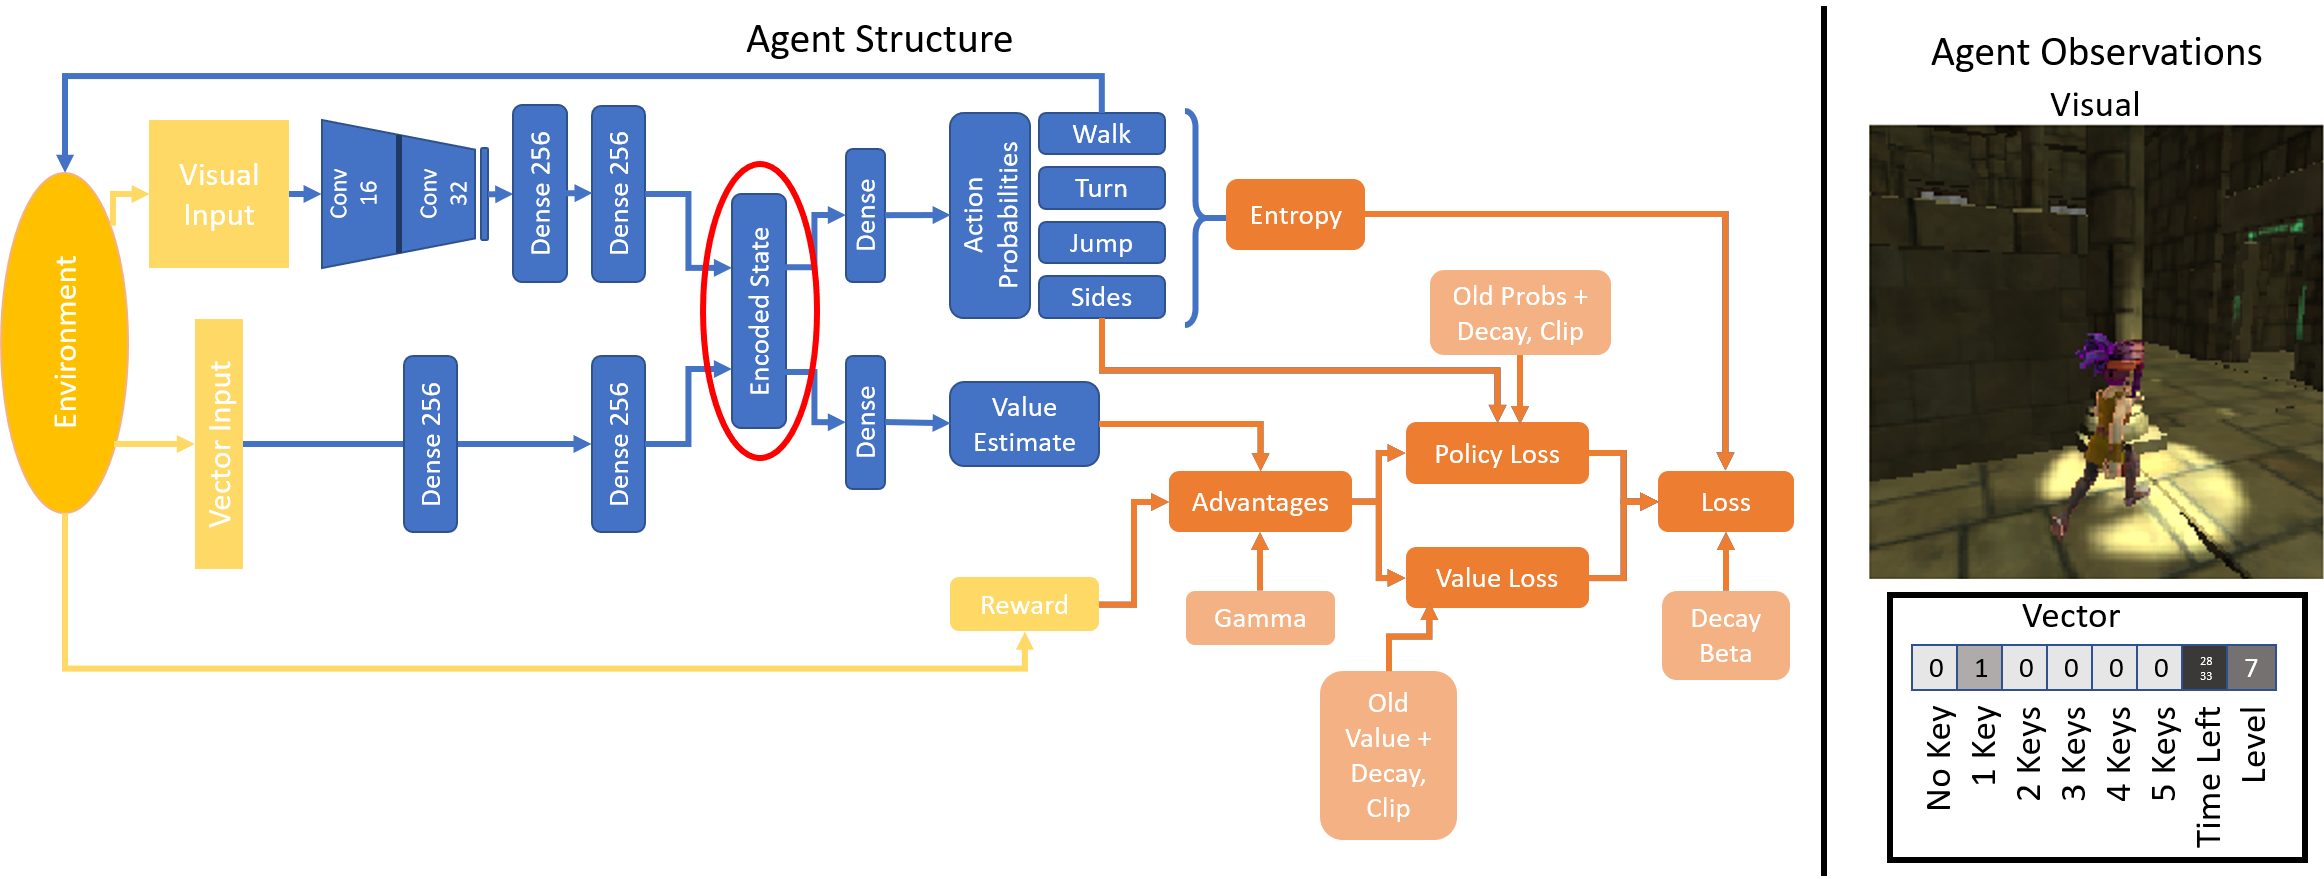 Agent Structure
Environment
Visual
Input
Conv
16
Conv
32
Dense 256
Dense 256
Vector Input
Dense 256
Dense 256
Encoded State
Dense
Dense
Action
Probabilities
Walk
Turn
Jump
Sides
Value
Estimate
Reward
Entropy
Old Probs +
Decay, Clip
Advantages
Gamma
Policy Loss
Value Loss
Old
Value +
Decay,
Clip
Loss
Decay
Beta
Agent Observations
Visual
Vector
0 1 0 0 0 0 28 7
33
No Key
1 Key
2 Keys
3 Keys
4 Keys
5 Keys
Time Left
Level